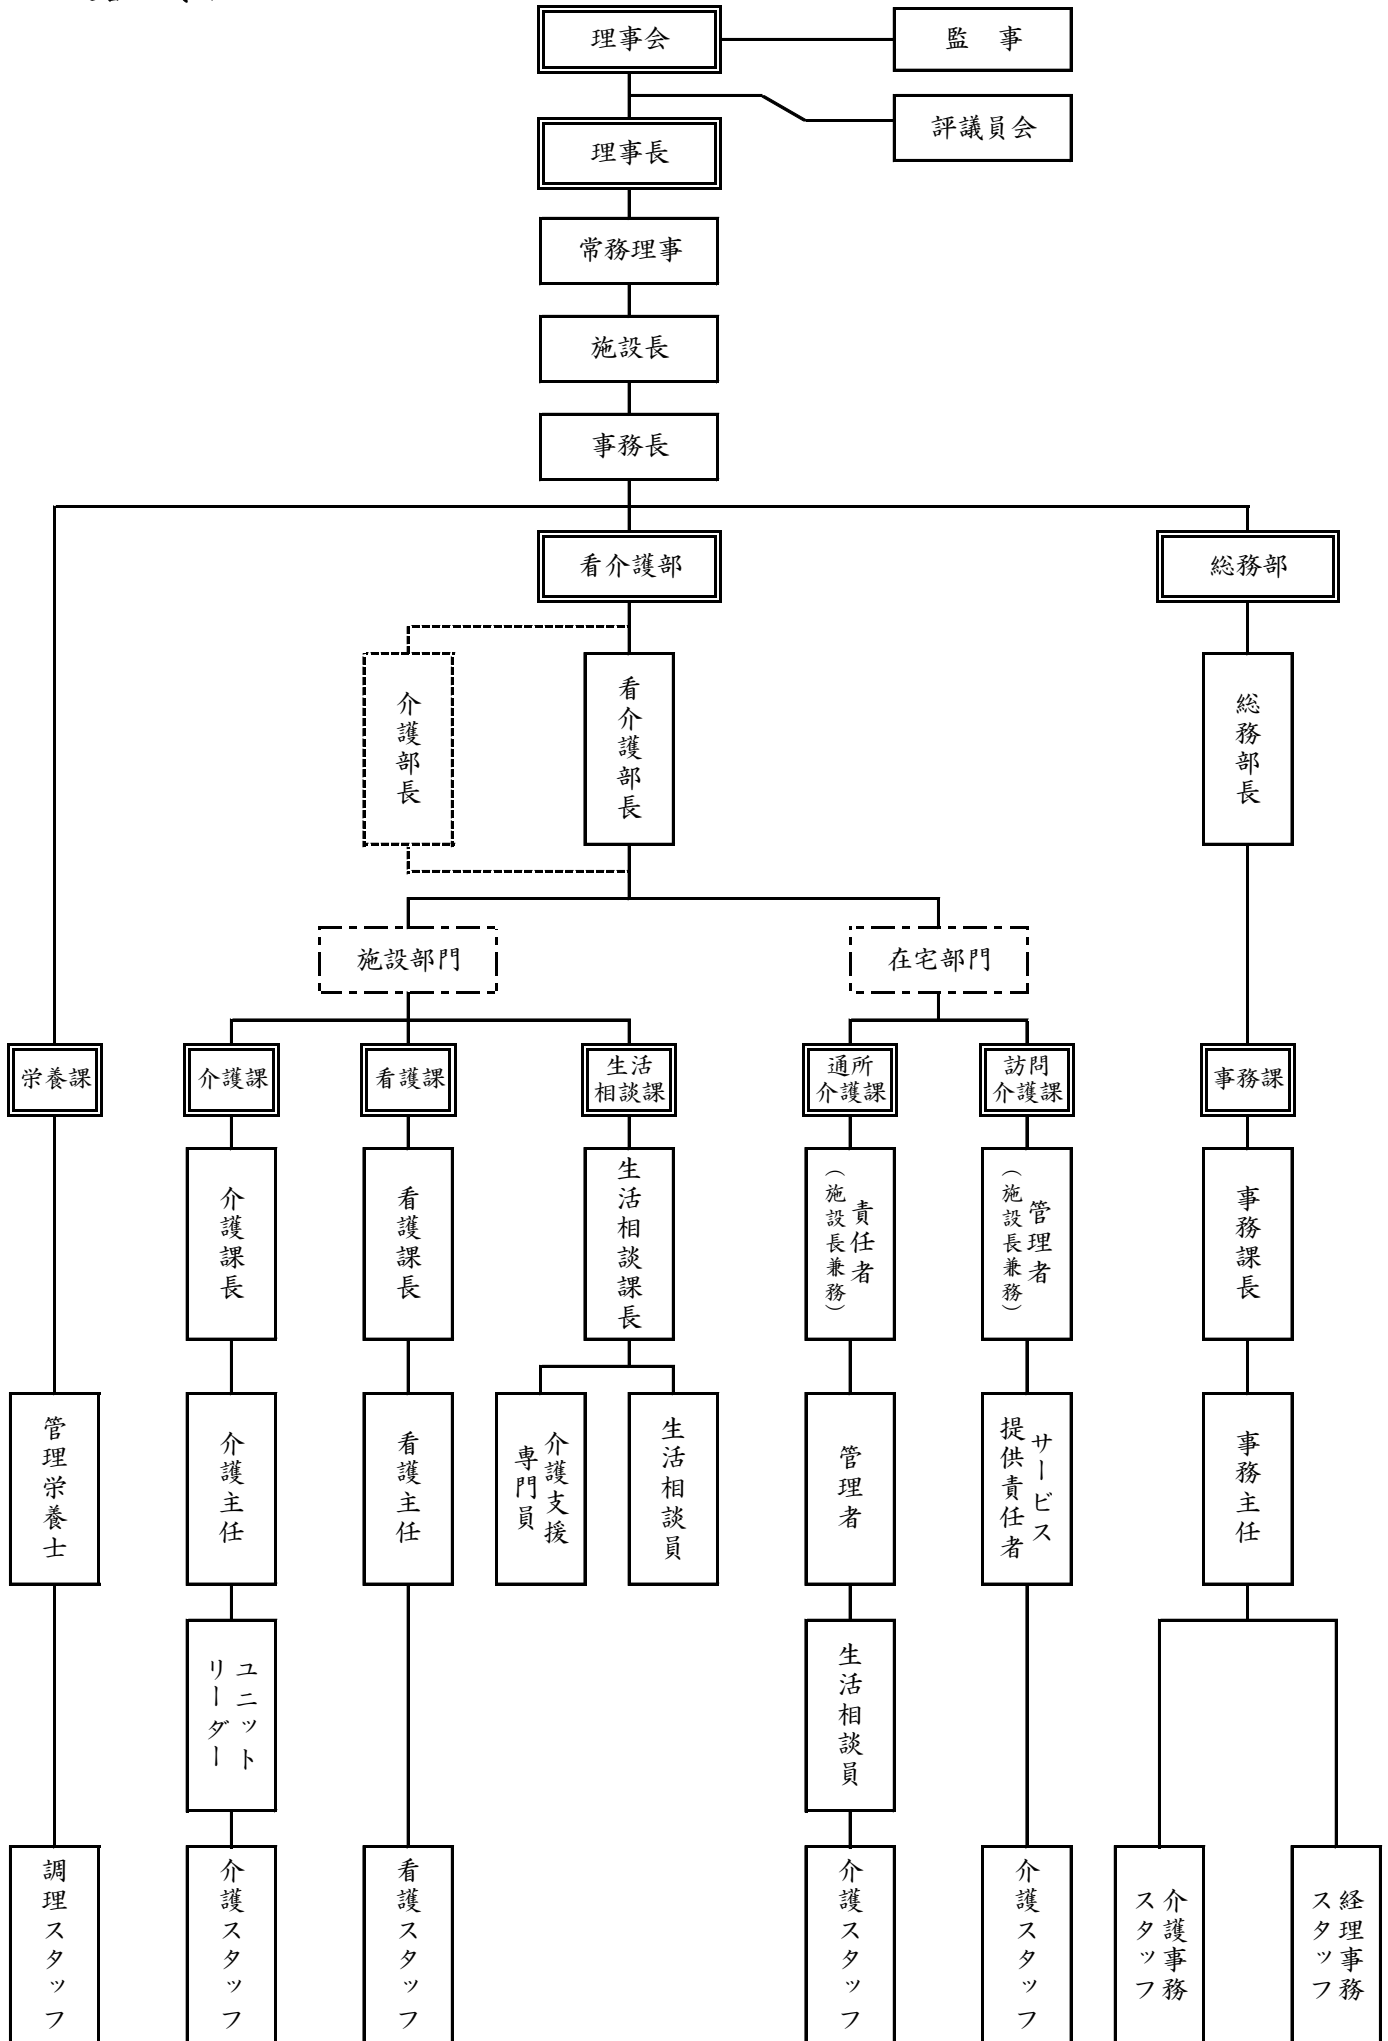 理事会
監　事
評議員会
理事長
常務理事
施設長
事務長
看介護部
総務部
介護部長
看介護部長
総務部長
施設部門
在宅部門
栄養課
介護課
看護課
生活
相談課
通所
介護課
訪問
介護課
事務課
介護課長
看護課長
生活相談課長
責任者
（施設長兼務）
管理者
（施設長兼務）
事務課長
管理栄養士
介護主任
看護主任
介護支援
専門員
生活相談員
管理者
サービス
提供責任者
事務主任
ユニット
リーダー
生活相談員
調理スタッフ
介護スタッフ
看護スタッフ
介護スタッフ
介護スタッフ
介護事務
スタッフ
経理事務
スタッフ